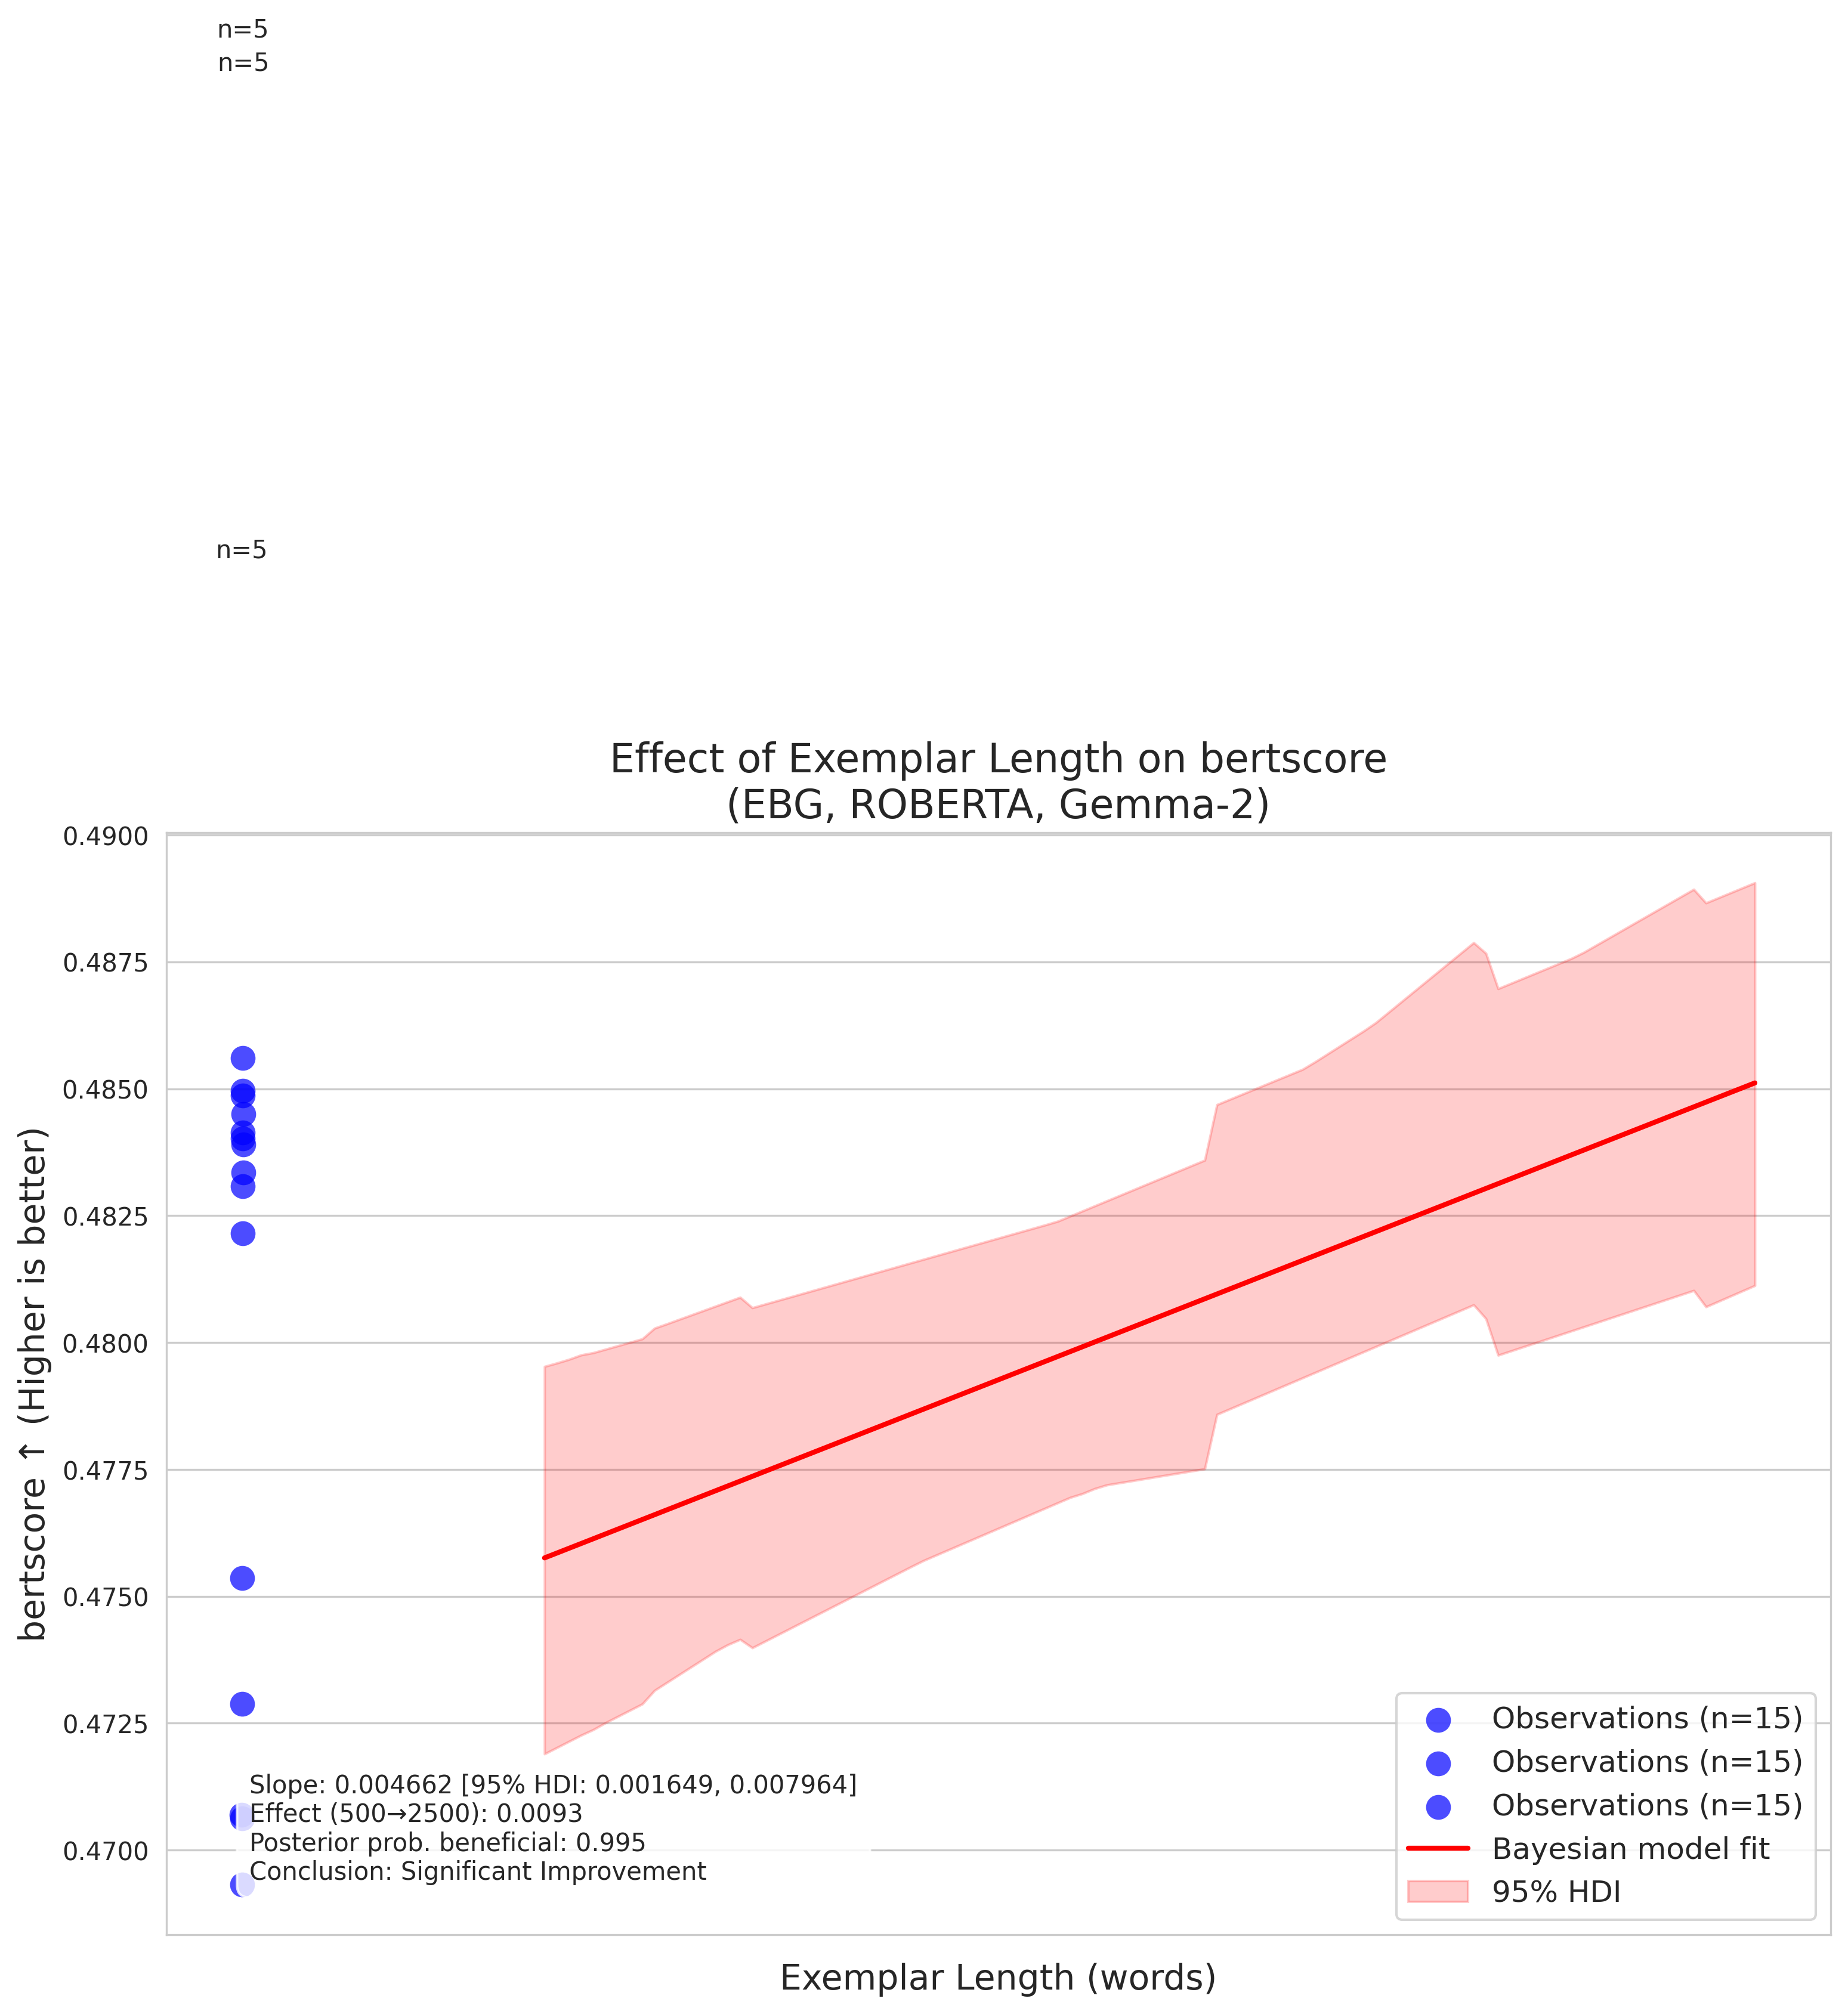 n=5
n=5
n=5
Effect of Exemplar Length on bertscore
(EBG, ROBERTA, Gemma-2)
bertscore ↑ (Higher is better)
0.4900
0.4875
0.4850
0.4825
0.4800
0.4775
0.4750
0.4725
0.4700
Slope: 0.004662 [95% HDI: 0.001649, 0.007964]
Effect (500→2500): 0.0093
Posterior prob. beneficial: 0.995
Conclusion: Significant Improvement
Observations (n=15)
Observations (n=15)
Observations (n=15)
Bayesian model fit
95% HDI
Exemplar Length (words)